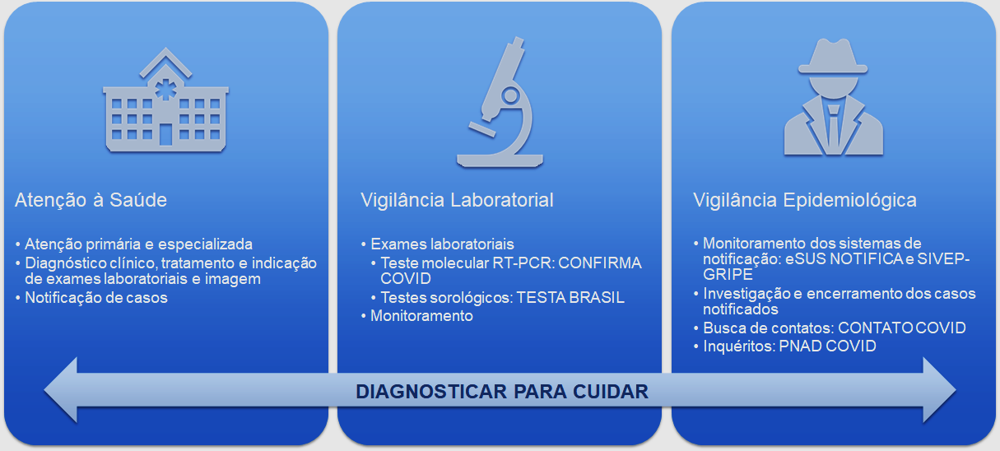 Atenção à Saúde
• Atenção primária e especializada
• Diagnóstico clínico, tratamento e indicação
de exames laboratoriais e imagem
• Notificação de casos
Vigilância Laboratorial
• Exames laboratoriais
• Teste molecular RT-PCR: CONFIRMA
COVID
• Testes sorológicos: TESTA BRASIL
• Monitoramento
Vigilância Epidemiológica
• Monitoramento dos sistemas de
notificação: eSUS NOTIFICA e SIVEP-
GRIPE
• Investigação e encerramento dos casos
notificados
• Busca de contatos: CONTATO COVID
• Inquéritos: PNAD COVID
DIAGNOSTICAR PARA CUIDAR